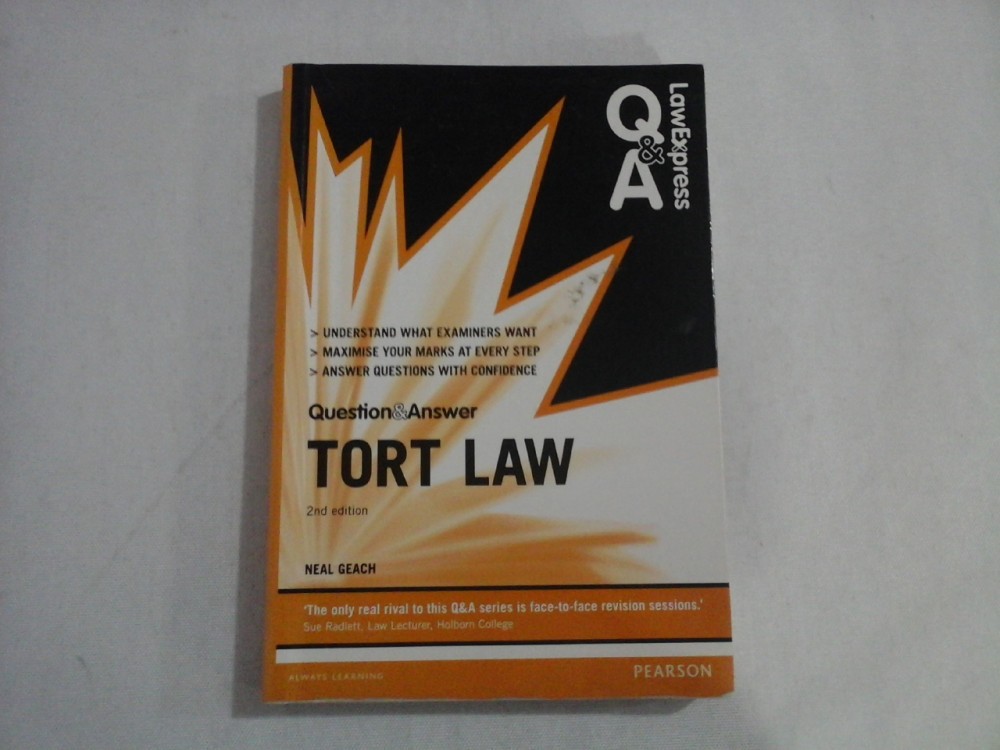 Q&A
LawExpress
> UNDERSTAND WHAT EXAMINERS WANT
> MAXIMISE YOUR MARKS AT EVERY STEP
> ANSWER QUESTIONS WITH CONFIDENCE
Question&Answer
TORT LAW
2nd edition
NEAL GEACH
'The only real rival to this Q&A series is face-to-face revision sessions.'
Sue Radlett, Law Lecturer, Holborn College
ALWAYS LEARNING
PEARSON